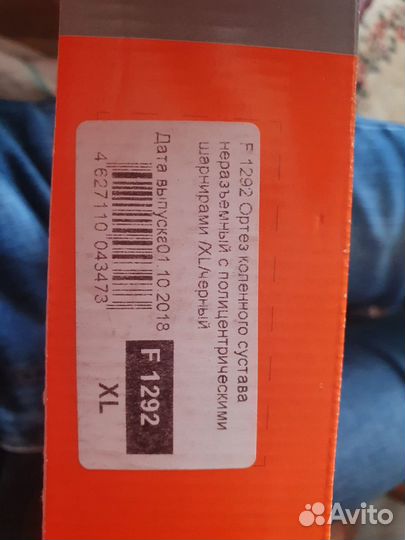 F 1292 Ортез коленного сустава
неразъемный с полицентрическими
шарнирами /XL/черный
Дата выпуска01.10.2018
4 627110 043473
F 1292
XL
Avito